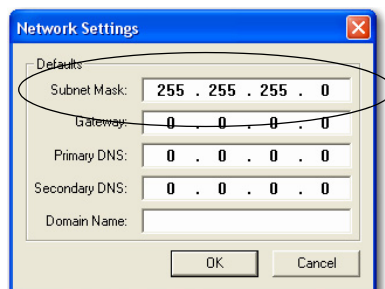 Network Settings
Defaults
Subnet Mask: 255 . 255 . 255 . 0
Gateway: 0 . 0 . 0 . 0
Primary DNS: 0 . 0 . 0 . 0
Secondary DNS: 0 . 0 . 0 . 0
Domain Name:
OK Cancel